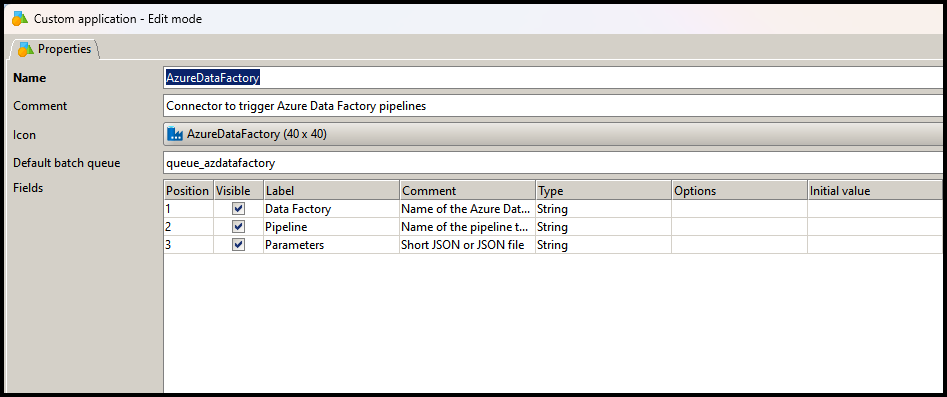 Custom application - Edit mode
Properties
Name AzureDataFactory
Comment Connector to trigger Azure Data Factory pipelines
Icon AzureDataFactory (40 x 40)
Default batch queue queue_azdatafactory
Fields Position Visible Label Comment Type Options Initial value
1 Data Factory Name of the Azure Dat... String
2 Pipeline Name of the pipeline t... String
3 Parameters Short JSON or JSON file String